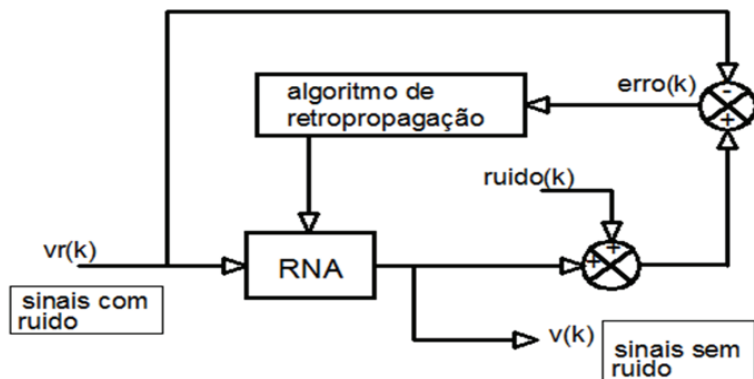 -
erro(k)
+
algoritmo de
retropropagação
ruido(k)
vr(k)
RNA
+
+
sinais com
ruido
v(k)
sinais sem
ruido